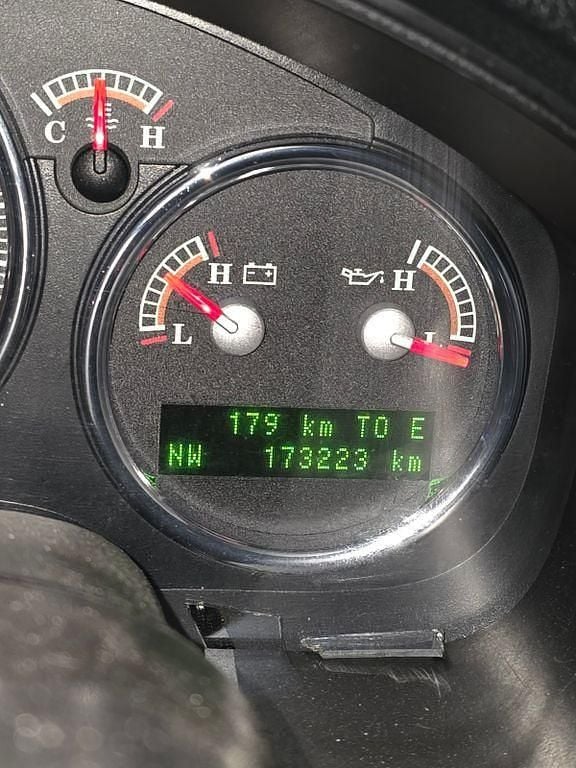 C H
H H
L L
179 km TO E
NW 173223 km